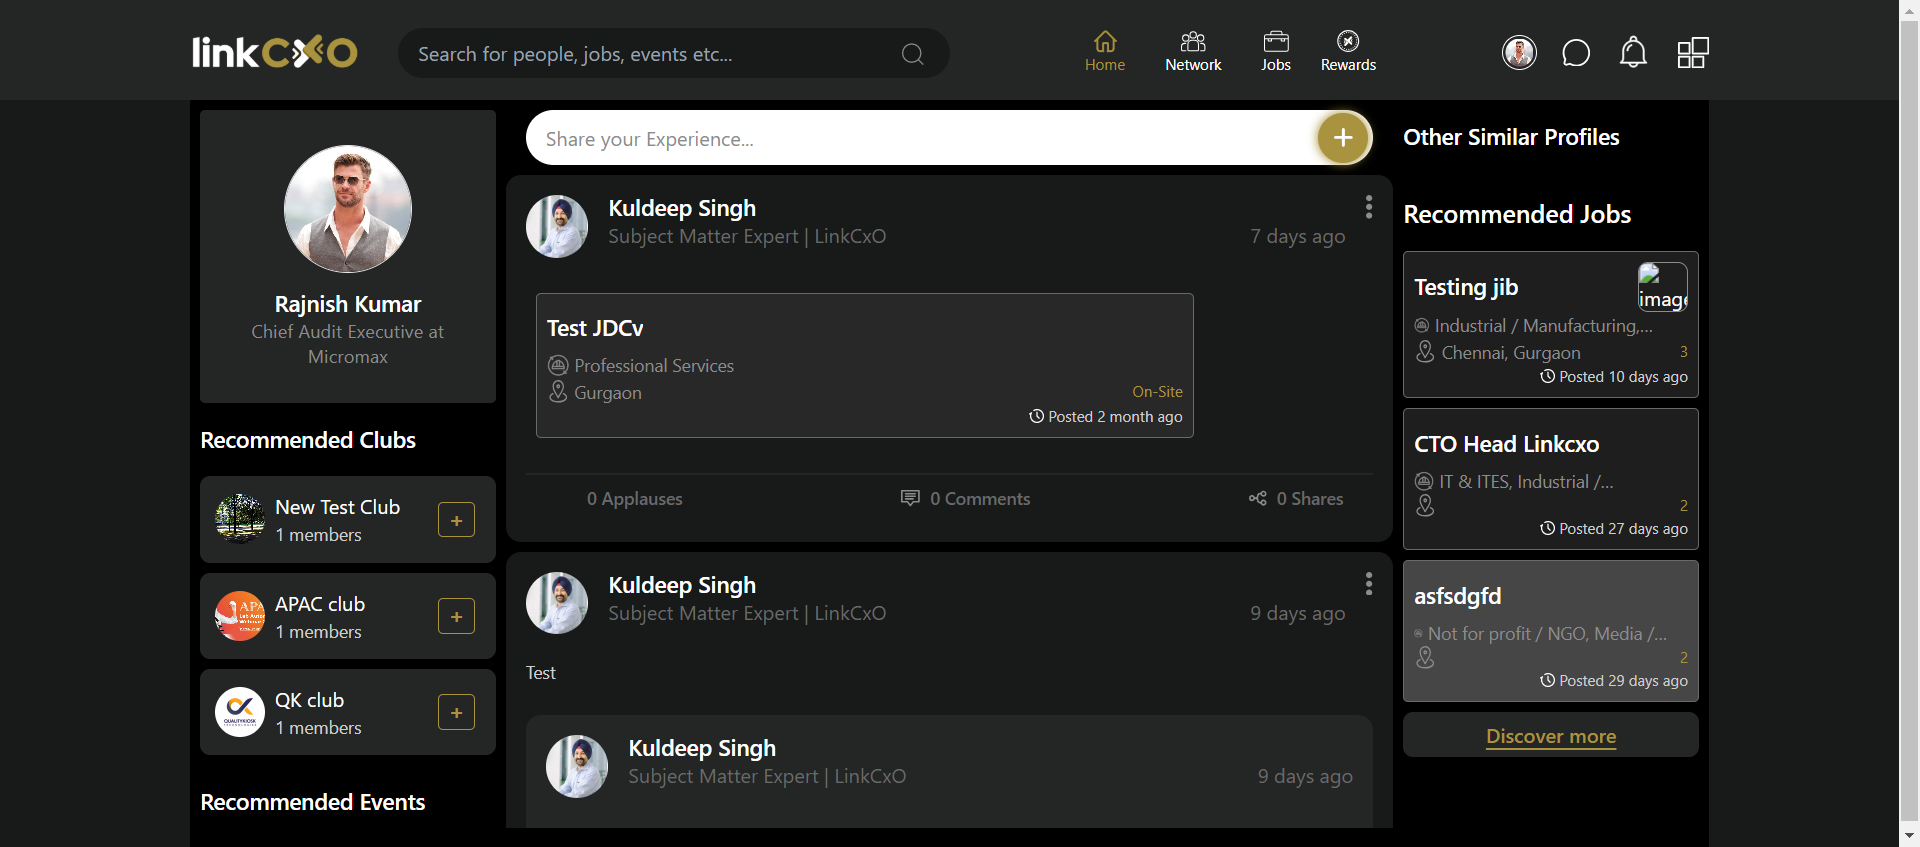 linkCXO
Search for people, jobs, events etc...
Home
Network
Jobs
Rewards
Rajnish Kumar
Chief Audit Executive at
Micromax
Recommended Clubs
New Test Club
1 members
+
APAC club
1 members
+
QK club
1 members
+
Recommended Events
Share your Experience...
+
Kuldeep Singh
Subject Matter Expert | LinkCxO
7 days ago
Test JDCv
Professional Services
Gurgaon
On-Site
Posted 2 month ago
0 Applauses
0 Comments
0 Shares
Kuldeep Singh
Subject Matter Expert | LinkCxO
9 days ago
Test
Kuldeep Singh
Subject Matter Expert | LinkCxO
9 days ago
Other Similar Profiles
Recommended Jobs
Testing jib
image
Industrial / Manufacturing,...
Chennai, Gurgaon
3
Posted 10 days ago
CTO Head Linkcxo
IT & ITES, Industrial /...
2
Posted 27 days ago
asfsdgfd
Not for profit / NGO, Media /...
2
Posted 29 days ago
Discover more